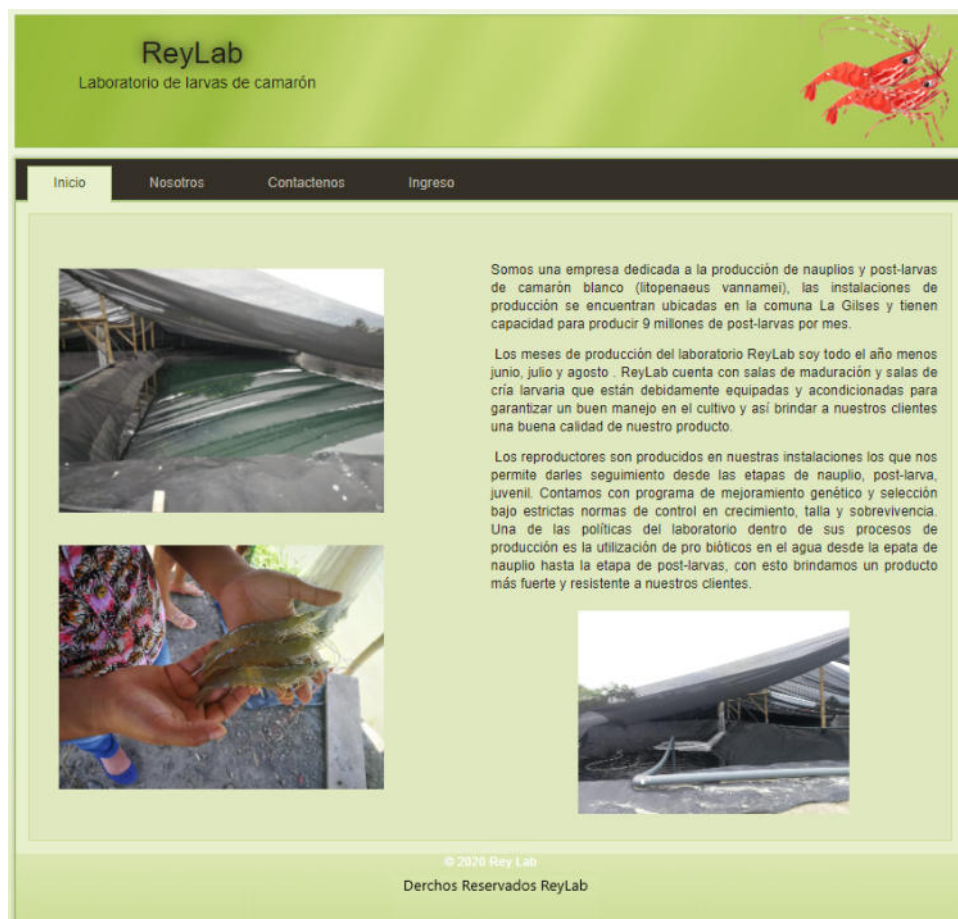 ReyLab
Laboratorio de larvas de camarón
Inicio Nosotros Contactenos Ingreso
Somos una empresa dedicada a la producción de nauplios y post-larvas
de camarón blanco (litopenaeus vannamei), las instalaciones de
producción se encuentran ubicadas en la comuna La Gilses y tienen
capacidad para producir 9 millones de post-larvas por mes.
Los meses de producción del laboratorio ReyLab soy todo el año menos
junio, julio y agosto . ReyLab cuenta con salas de maduración y salas de
cría larvaria que están debidamente equipadas y acondicionadas para
garantizar un buen manejo en el cultivo y así brindar a nuestros clientes
una buena calidad de nuestro producto.
Los reproductores son producidos en nuestras instalaciones los que nos
permite darles seguimiento desde las etapas de nauplio, post-larva,
juvenil. Contamos con programa de mejoramiento genético y selección
bajo estrictas normas de control en crecimiento, talla y sobrevivencia.
Una de las políticas del laboratorio dentro de sus procesos de
producción es la utilización de pro bióticos en el agua desde la epata de
nauplio hasta la etapa de post-larvas, con esto brindamos un producto
más fuerte y resistente a nuestros clientes.
© 2020 Rey Lab
Derchos Reservados ReyLab